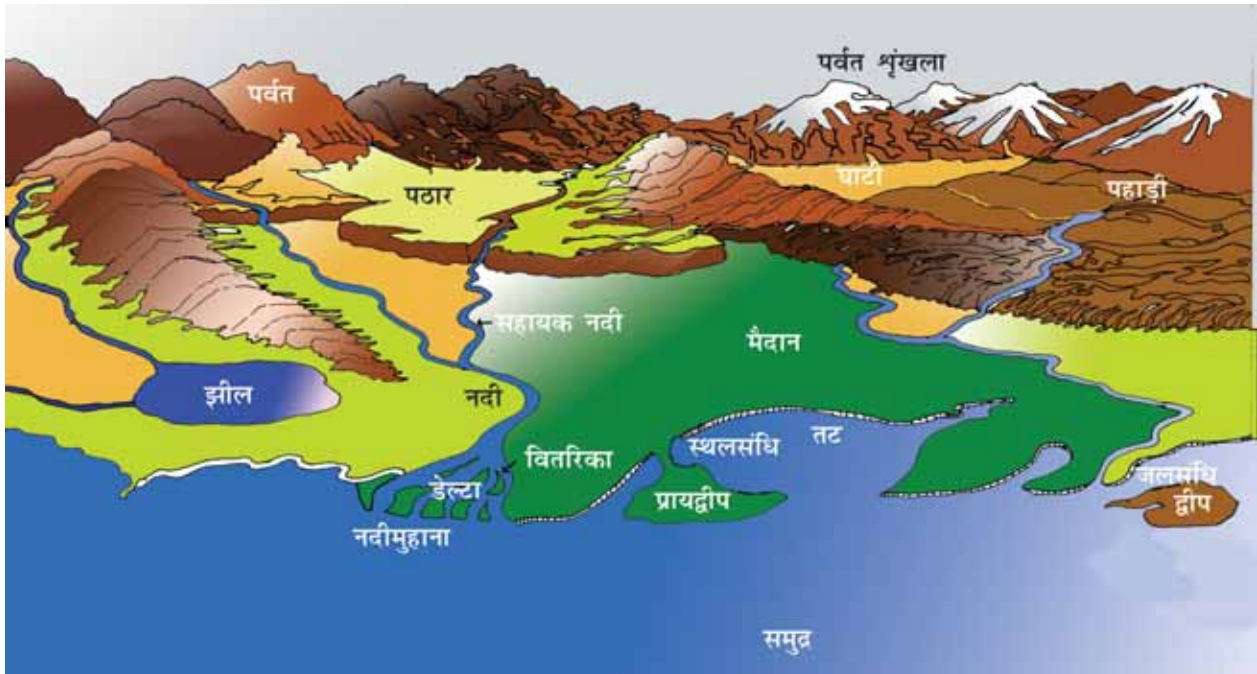 पर्वत शृंखला
पर्वत
घाटी
पठार
पहाड़ी
सहायक नदी
मैदान
झील
नदी
तट
स्थलसंधि
वितरिका
जलसंधि
डेल्टा
प्रायद्वीप
द्वीप
नदीमुहाना
समुद्र